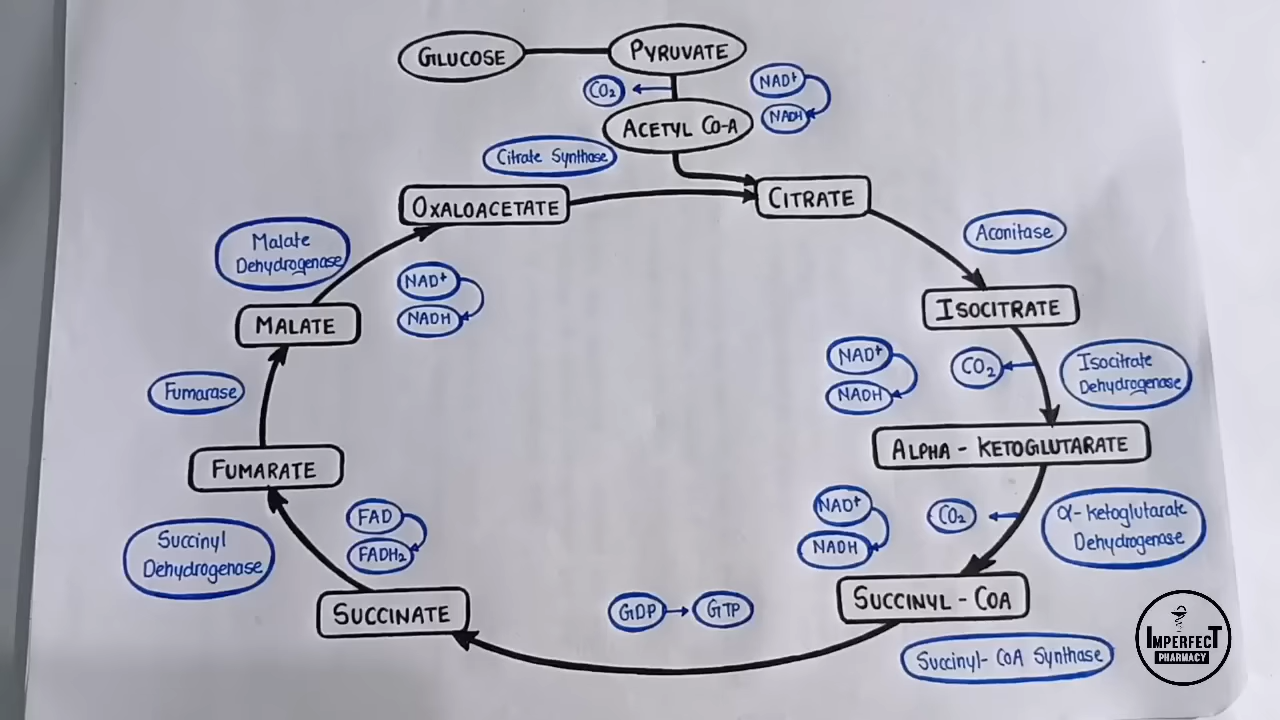 GLUCOSE
PYRUVATE
CO₂
NAD⁺
NADH
ACETYL CO-A
Citrate Synthase
OXALOACETATE
CITRATE
Malate
Dehydrogenase
Aconitase
NAD⁺
NADH
MALATE
ISOCITRATE
NAD⁺
NADH
CO₂
Isocitrate
Dehydrogenase
Fumarase
ALPHA - KETOGLUTARATE
FUMARATE
NAD⁺
NADH
CO₂
α- ketoglutarate
Dehydrogenase
FAD
FADH₂
Succinyl
Dehydrogenase
SUCCINATE
GDP
GTP
SUCCINYL - COA
Succinyl- CoA Synthase
IMPERFECT
PHARMACY